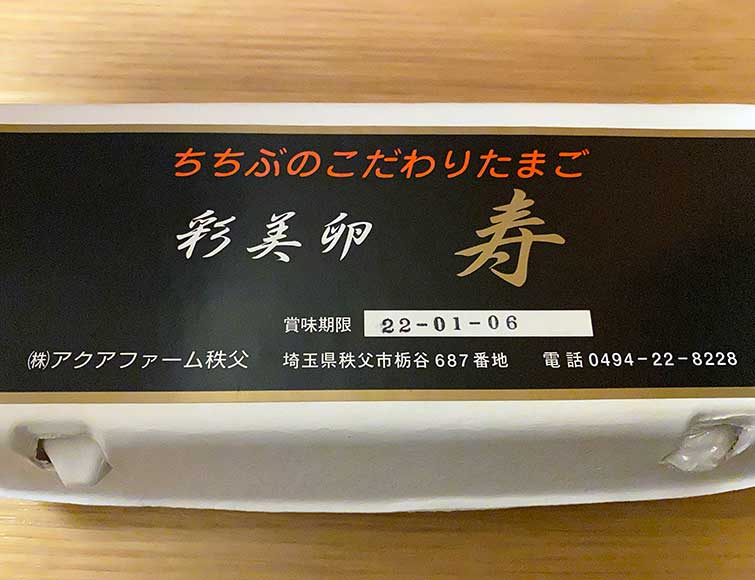 ちちぶのこだわりたまご
彩美卵 寿
賞味期限 22-01-06
㈱アクアファーム秩父 埼玉県秩父市栃谷687番地 電話0494-22-8228